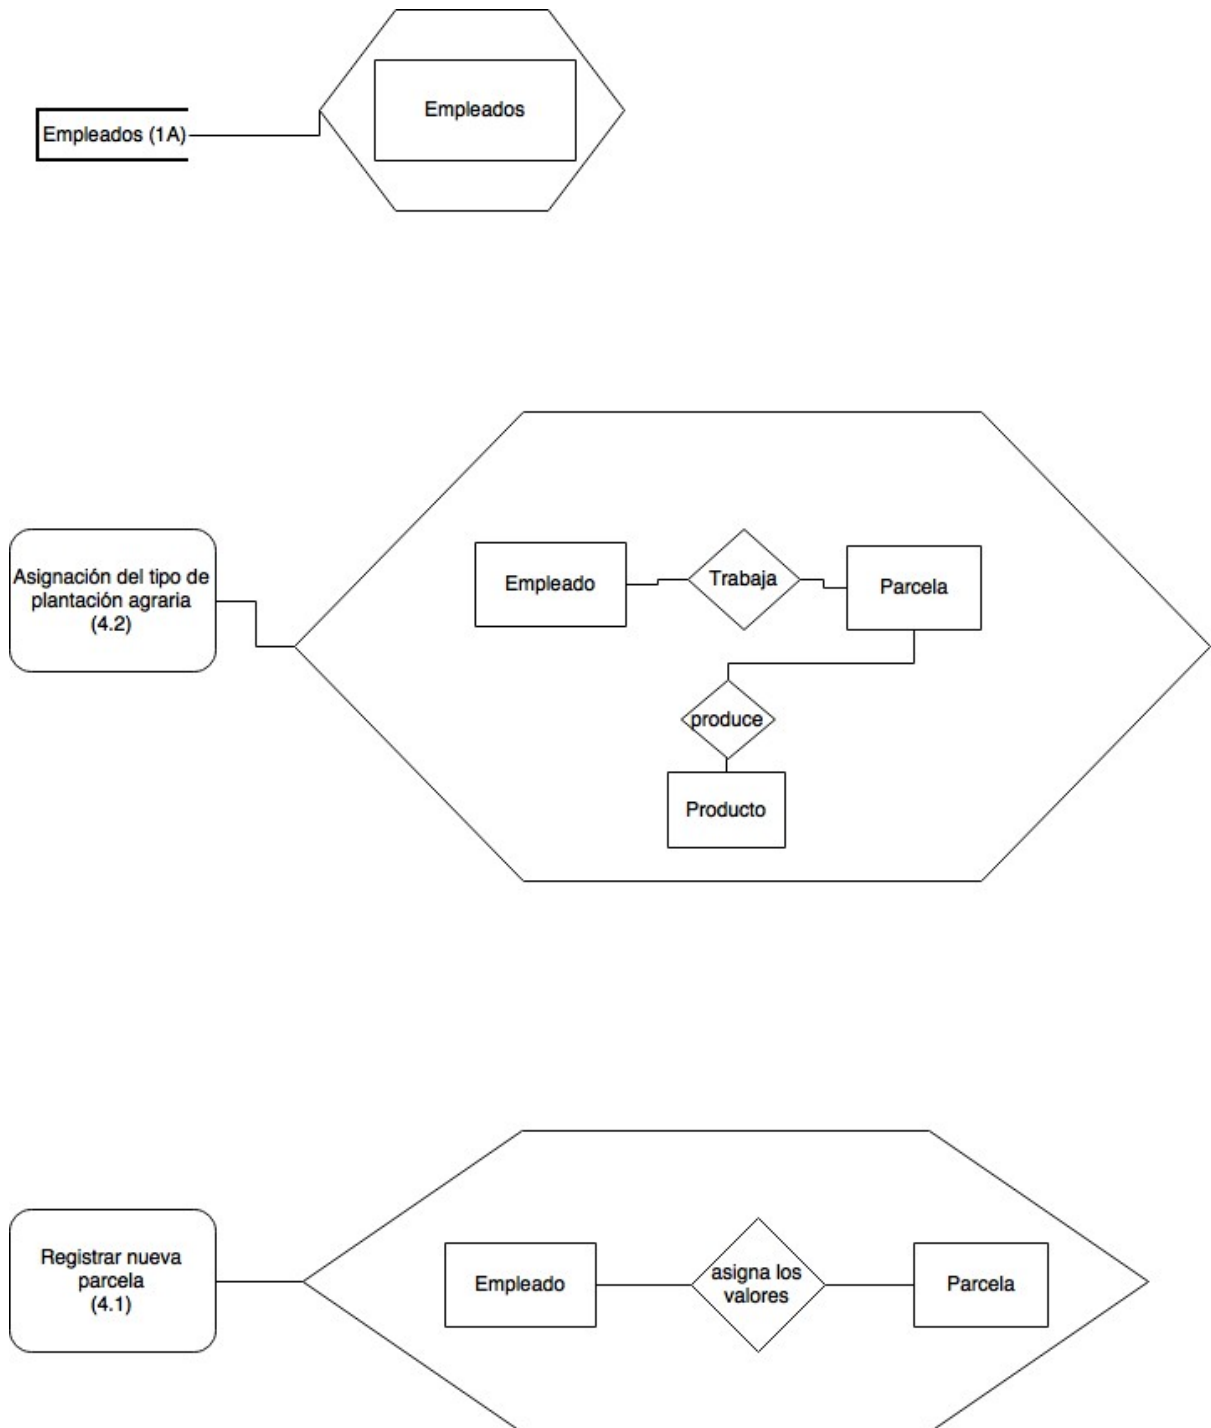 Empleados
Empleados (1A)
Asignación del tipo de
plantación agraria
(4.2)
Empleado
Trabaja
Parcela
produce
Producto
Registrar nueva
parcela
(4.1)
Empleado
asigna los
valores
Parcela